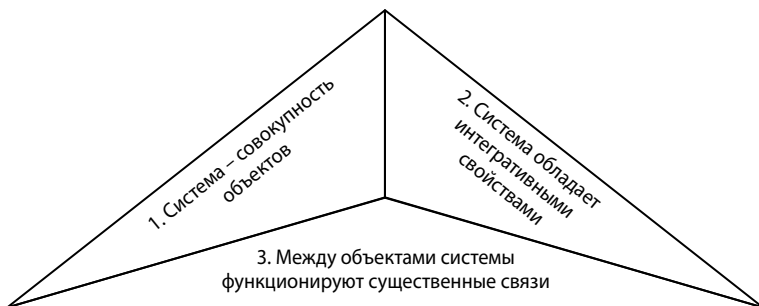 1. Система – совокупность
объектов
2. Система обладает
интегративными
свойствами
3. Между объектами системы
функционируют существенные связи